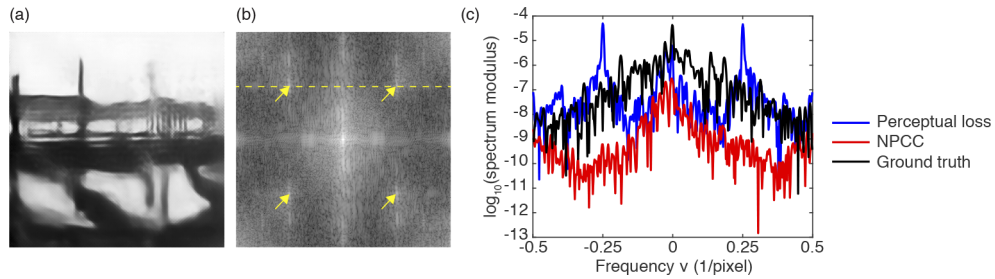 (a)
(b)
(c)
log₁₀(spectrum modulus)
-4
-5
-6
-7
-8
-9
-10
-11
-12
-13
-0.5
-0.25
0
0.25
0.5
Frequency v (1/pixel)
Perceptual loss
NPCC
Ground truth